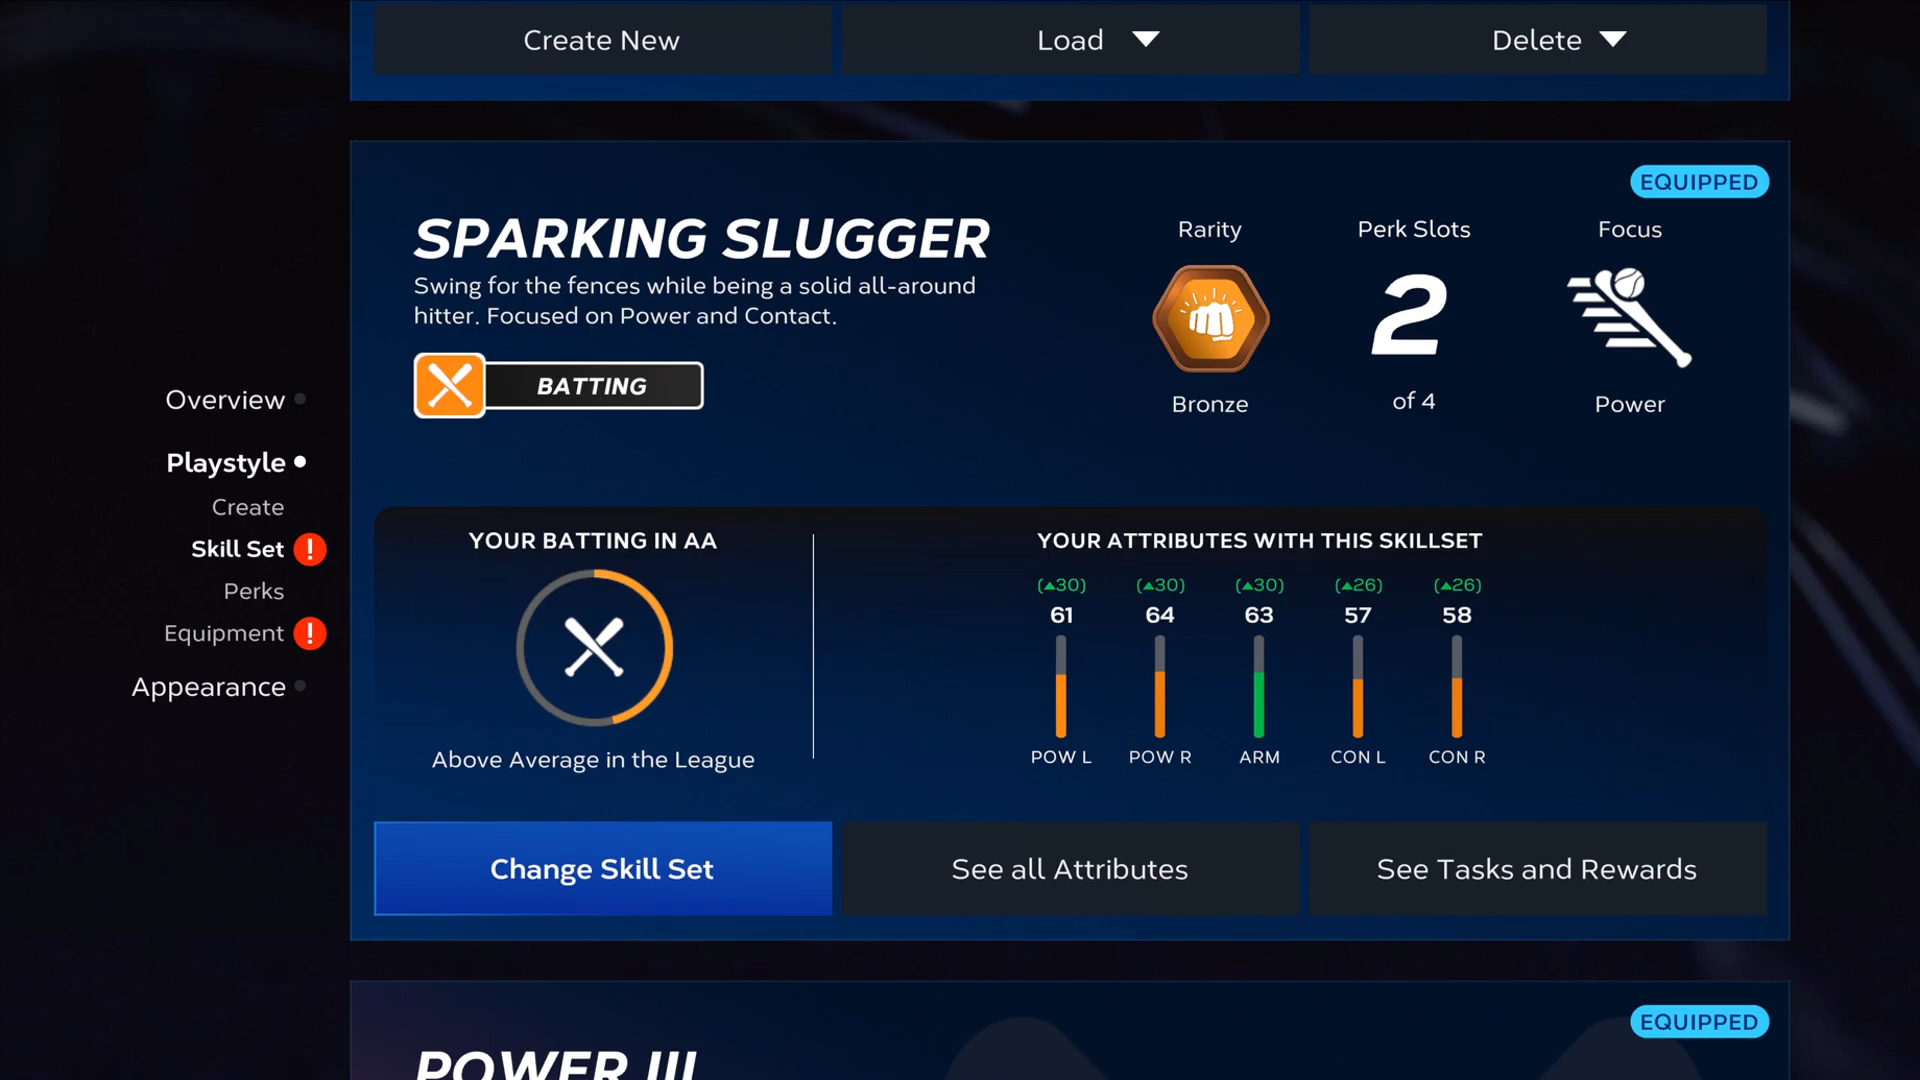 Create New
Load
Delete
EQUIPPED
SPARKING SLUGGER
Swing for the fences while being a solid all-around
hitter. Focused on Power and Contact.
BATTING
Rarity
Bronze
Perk Slots
2
of 4
Focus
Power
Overview
Playstyle
Create
Skill Set !
Perks
Equipment !
Appearance
YOUR BATTING IN AA
Above Average in the League
YOUR ATTRIBUTES WITH THIS SKILLSET
(▲30) (▲30) (▲30) (▲26) (▲26)
61 64 63 57 58
POW L POW R ARM CON L CON R
Change Skill Set
See all Attributes
See Tasks and Rewards
EQUIPPED
POWER III